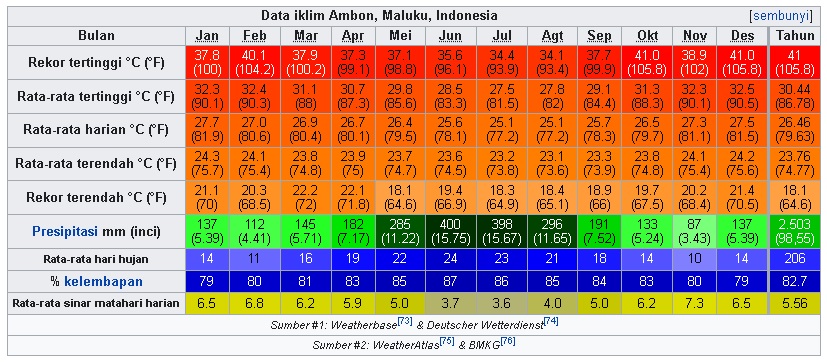 Data iklim Ambon, Maluku, Indonesia [sembunyi]
Bulan Jan Feb Mar Apr Mei Jun Jul Agt Sep Okt Nov Des Tahun
Rekor tertinggi °C (°F) 37.8 (100) 40.1 (104.2) 37.9 (100.2) 37.3 (99.1) 37.1 (98.8) 35.6 (96.1) 34.4 (93.9) 34.1 (93.4) 37.7 (99.9) 41.0 (105.8) 38.9 (102) 41.0 (105.8) 41 (105.8)
Rata-rata tertinggi °C (°F) 32.3 (90.1) 32.4 (90.3) 31.1 (88) 30.7 (87.3) 29.8 (85.6) 28.5 (83.3) 27.5 (81.5) 27.8 (82) 29.1 (84.4) 31.3 (88.3) 32.3 (90.1) 32.5 (90.5) 30.44 (86.78)
Rata-rata harian °C (°F) 27.7 (81.9) 27.0 (80.6) 26.9 (80.4) 26.7 (80.1) 26.4 (79.5) 25.6 (78.1) 25.1 (77.2) 25.1 (77.2) 25.7 (78.3) 26.5 (79.7) 27.3 (81.1) 27.5 (81.5) 26.46 (79.63)
Rata-rata terendah °C (°F) 24.3 (75.7) 24.1 (75.4) 23.8 (74.8) 23.9 (75) 23.7 (74.7) 23.6 (74.5) 23.2 (73.8) 23.1 (73.6) 23.3 (73.9) 23.8 (74.8) 24.1 (75.4) 24.2 (75.6) 23.76 (74.77)
Rekor terendah °C (°F) 21.1 (70) 20.3 (68.5) 22.2 (72) 22.1 (71.8) 18.1 (64.6) 19.4 (66.9) 18.3 (64.9) 18.4 (65.1) 18.9 (66) 19.7 (67.5) 20.2 (68.4) 21.4 (70.5) 18.1 (64.6)
Presipitasi mm (inci) 137 (5.39) 112 (4.41) 145 (5.71) 182 (7.17) 285 (11.22) 400 (15.75) 398 (15.67) 296 (11.65) 191 (7.52) 133 (5.24) 87 (3.43) 137 (5.39) 2.503 (98,55)
Rata-rata hari hujan 14 11 16 19 22 24 23 21 18 14 10 14 206
% kelembapan 79 80 81 83 85 87 86 85 84 83 80 79 82.7
Rata-rata sinar matahari harian 6.5 6.8 6.2 5.9 5.0 3.7 3.6 4.0 5.0 6.2 7.3 6.5 5.56
Sumber #1: Weatherbase[73] & Deutscher Wetterdienst[74]
Sumber #2: WeatherAtlas[75] & BMKG[76]